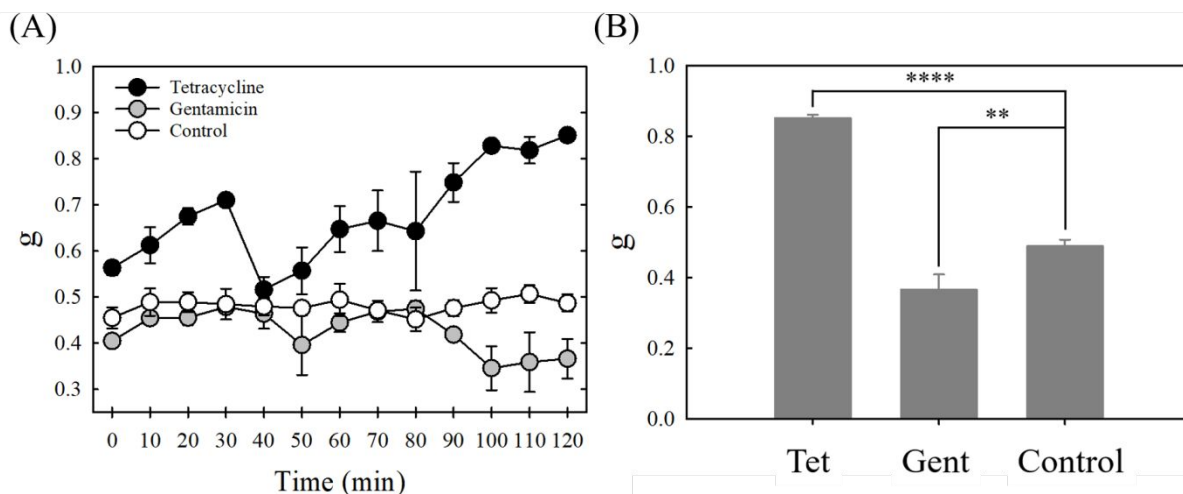 (A)
1.0
0.9
0.8
0.7
0.6
0.5
0.4
0.3
g
Tetracycline
Gentamicin
Control
0 10 20 30 40 50 60 70 80 90 100 110 120
Time (min)
(B)
1.0
0.8
0.6
0.4
0.2
0.0
g
****
**
Tet Gent Control